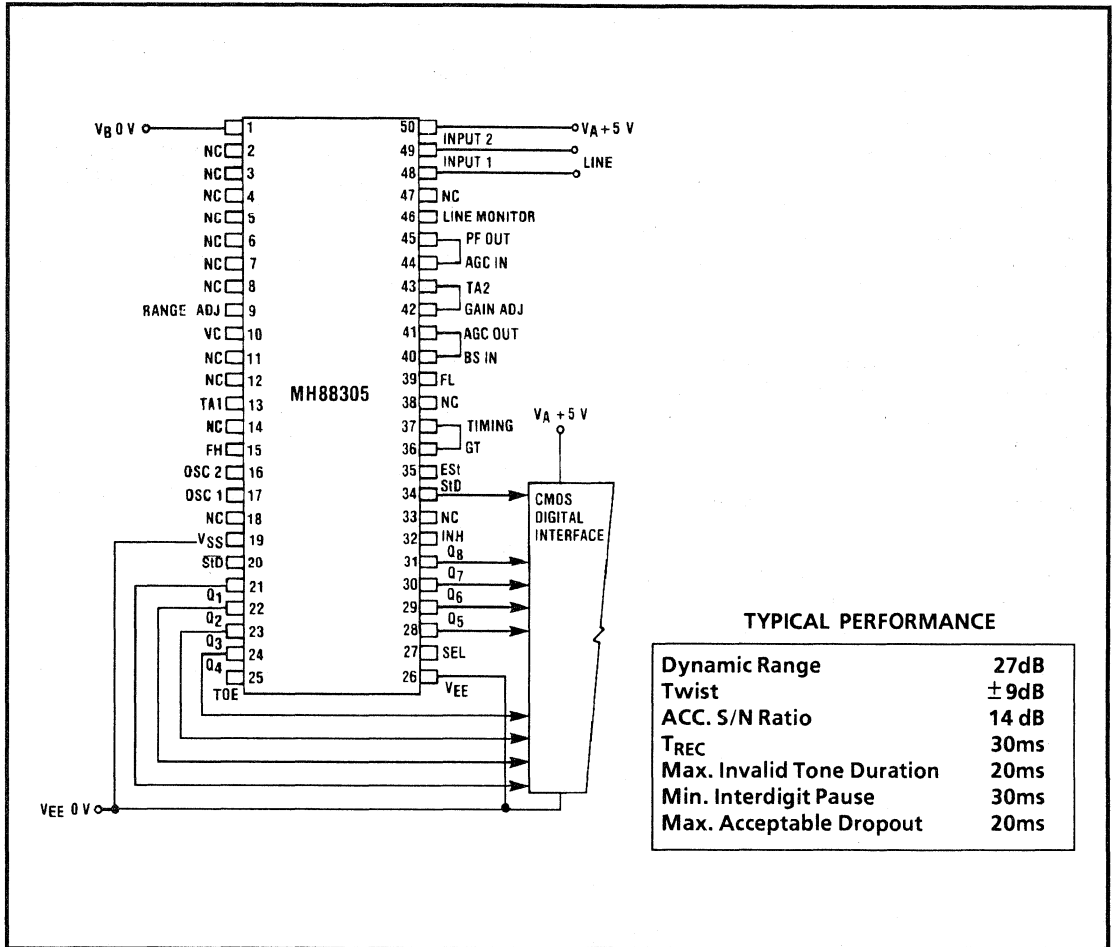 VB 0 V
1
50
VA +5 V
NC 2
INPUT 2
49
NC 3
INPUT 1
48
LINE
NC 4
47 NC
NC 5
46 LINE MONITOR
NC 6
45 PF OUT
NC 7
44 AGC IN
NC 8
43 TA2
RANGE ADJ 9
42 GAIN ADJ
VC 10
41 AGC OUT
NC 11
40 BS IN
NC 12
39 FL
MH88305
TA1 13
38 NC
NC 14
37 TIMING
FH 15
36 GT
OSC 2 16
35 ESt
OSC 1 17
34 StD
NC 18
33 NC
VSS 19
32 INH
S̅t̅D̅ 20
31 Q8
21
30 Q7
Q1
22
29 Q6
Q2
23
28 Q5
Q3
24
27 SEL
Q4
25
26 VEE
TOE
VA +5 V
CMOS
DIGITAL
INTERFACE
VEE 0 V
TYPICAL PERFORMANCE
Dynamic Range 27dB
Twist ±9dB
ACC. S/N Ratio 14 dB
TREC 30ms
Max. Invalid Tone Duration 20ms
Min. Interdigit Pause 30ms
Max. Acceptable Dropout 20ms